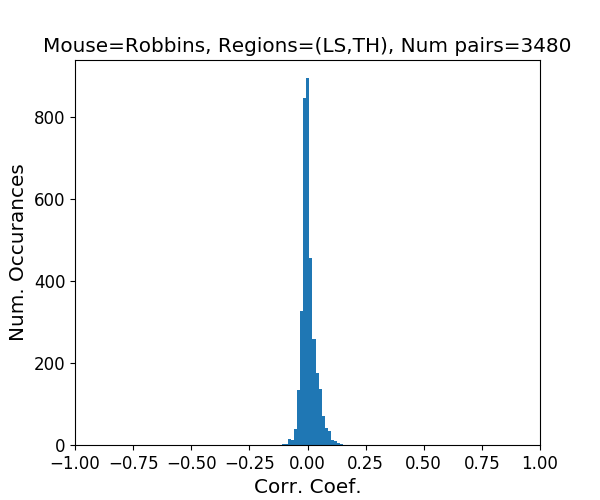 Mouse=Robbins, Regions=(LS,TH), Num pairs=3480
Num. Occurances
800
600
400
200
0
−1.00 −0.75 −0.50 −0.25 0.00 0.25 0.50 0.75 1.00
Corr. Coef.